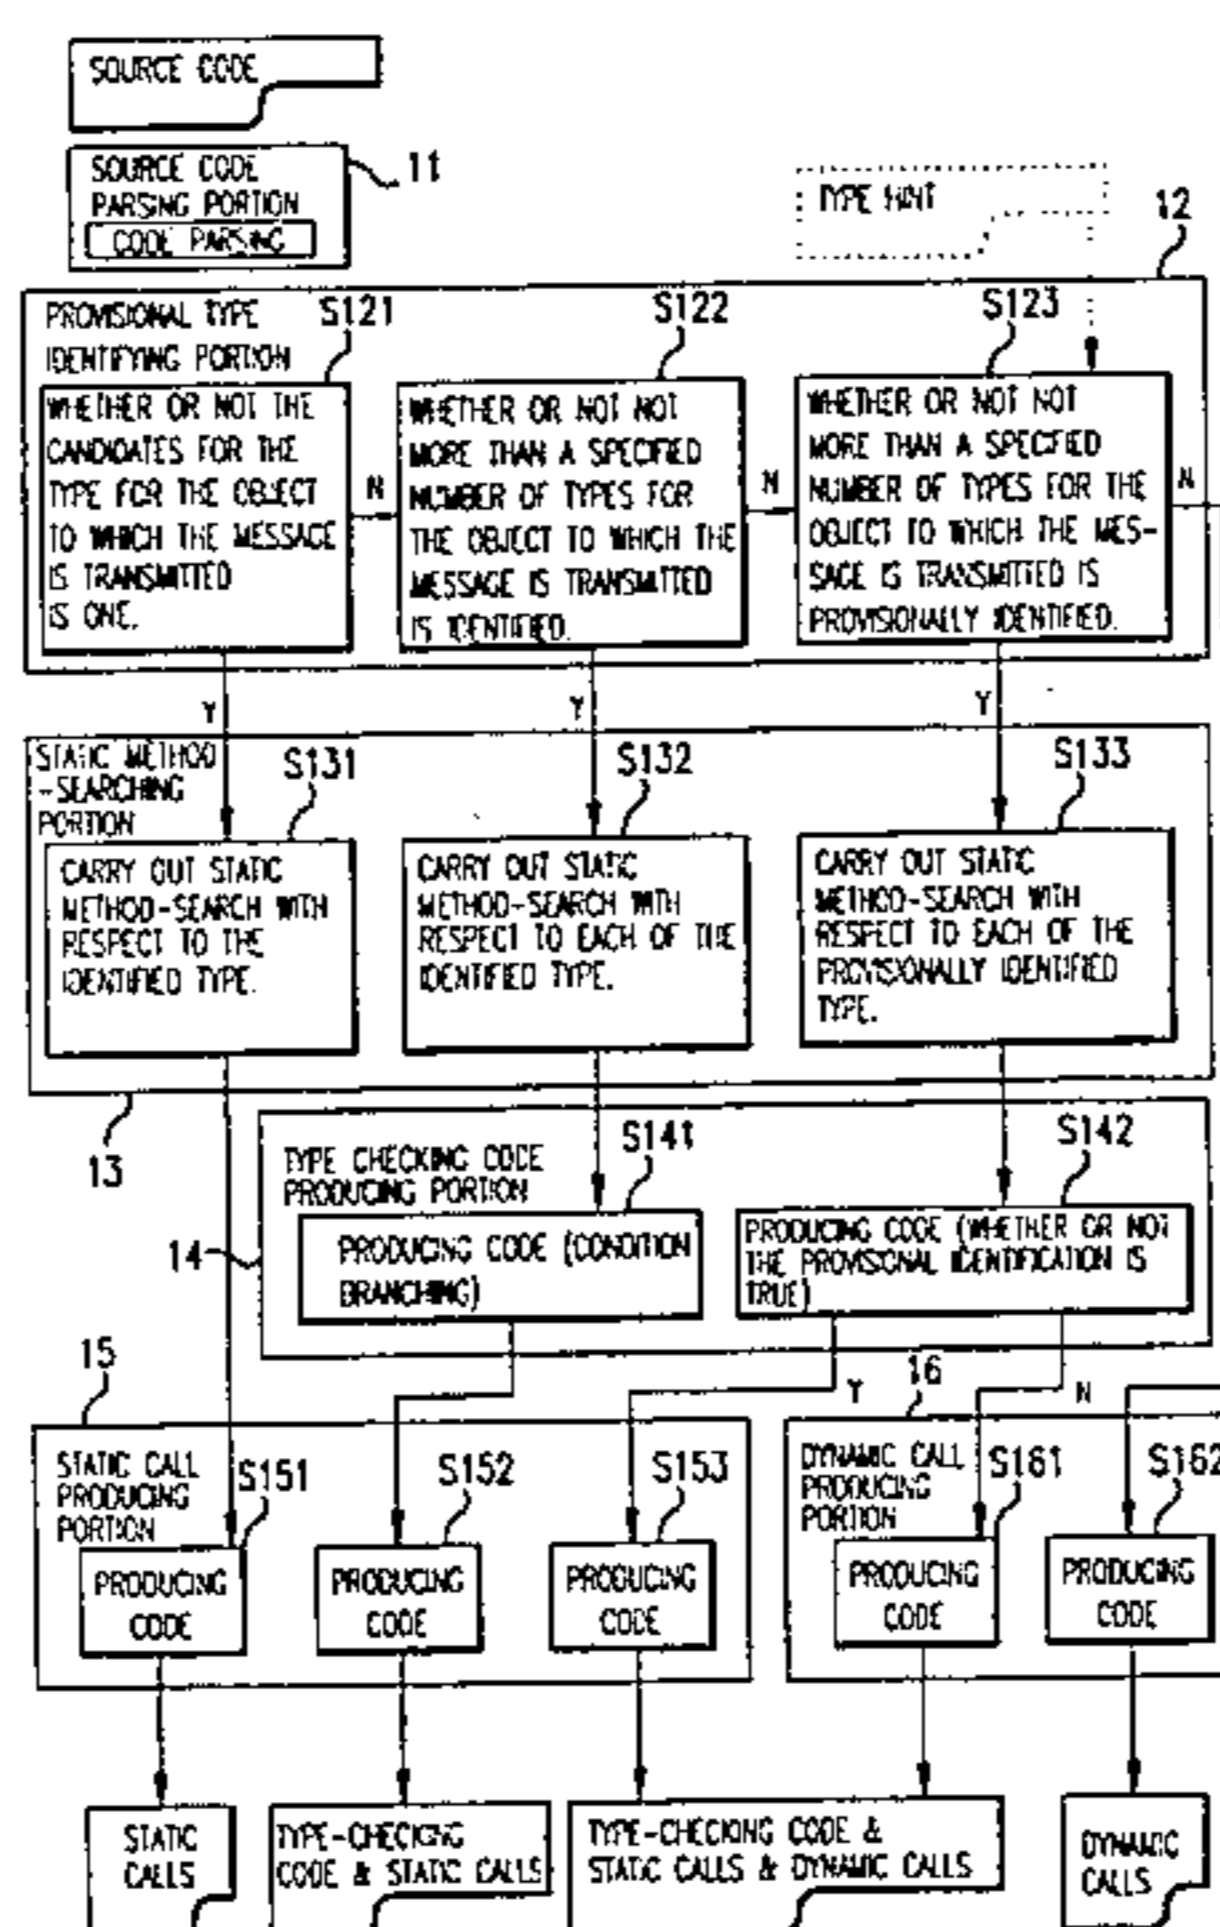 SOURCE CODE
SOURCE CODE
PARSING PORTION
CODE PARSING
11
TYPE HINT
12
PROVISIONAL TYPE
IDENTIFYING PORTION
S121
S122
S123
WHETHER OR NOT THE
CANDIDATES FOR THE
TYPE FOR THE OBJECT
TO WHICH THE MESSAGE
IS TRANSMITTED
IS ONE.
N
WHETHER OR NOT NOT
MORE THAN A SPECIFIED
NUMBER OF TYPES FOR
THE OBJECT TO WHICH THE
MESSAGE IS TRANSMITTED
IS IDENTIFIED.
N
WHETHER OR NOT NOT
MORE THAN A SPECIFIED
NUMBER OF TYPES FOR THE
OBJECT TO WHICH THE MES-
SAGE IS TRANSMITTED IS
PROVISIONALLY IDENTIFIED.
N
Y
Y
Y
STATIC METHOD
-SEARCHING
PORTION
S131
S132
S133
CARRY OUT STATIC
METHOD-SEARCH WITH
RESPECT TO THE
IDENTIFIED TYPE.
CARRY OUT STATIC
METHOD-SEARCH WITH
RESPECT TO EACH OF THE
IDENTIFIED TYPE.
CARRY OUT STATIC
METHOD-SEARCH WITH
RESPECT TO EACH OF THE
PROVISIONALLY IDENTIFIED
TYPE.
13
TYPE CHECKING CODE
PRODUCING PORTION
S141
S142
14
PRODUCING CODE (CONDITION
BRANCHING)
PRODUCING CODE (WHETHER OR NOT
THE PROVISIONAL IDENTIFICATION IS
TRUE)
15
Y
16
N
STATIC CALL
PRODUCING
PORTION
S151
S152
S153
DYNAMIC CALL
PRODUCING
PORTION
S161
S162
PRODUCING
CODE
PRODUCING
CODE
PRODUCING
CODE
PRODUCING
CODE
PRODUCING
CODE
STATIC
CALLS
TYPE-CHECKING
CODE & STATIC CALLS
TYPE-CHECKING CODE &
STATIC CALLS & DYNAMIC CALLS
DYNAMIC
CALLS